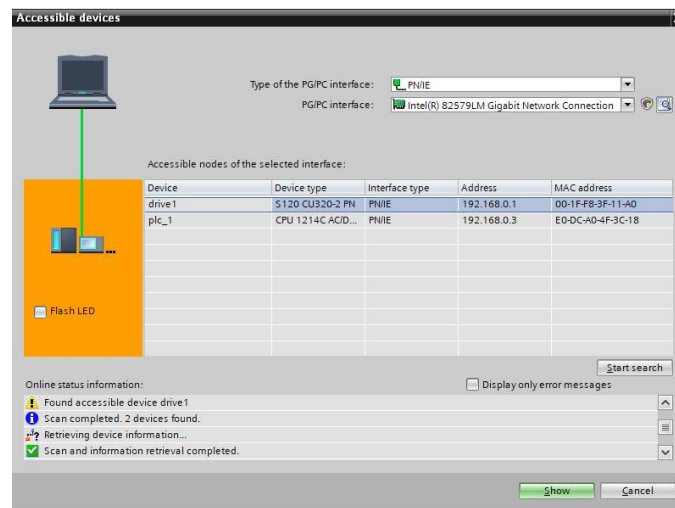 Accessible devices
Type of the PG/PC interface: PN/IE
PG/PC interface: Intel(R) 82579LM Gigabit Network Connection
Accessible nodes of the selected interface:
Device Device type Interface type Address MAC address
drive1 S120 CU320-2 PN PN/IE 192.168.0.1 00-1F-F8-3F-11-A0
plc_1 CPU 1214C AC/D... PN/IE 192.168.0.3 E0-DC-A0-4F-3C-18
Flash LED
Start search
Online status information: Display only error messages
Found accessible device drive1
Scan completed. 2 devices found.
Retrieving device information...
Scan and information retrieval completed.
Show Cancel